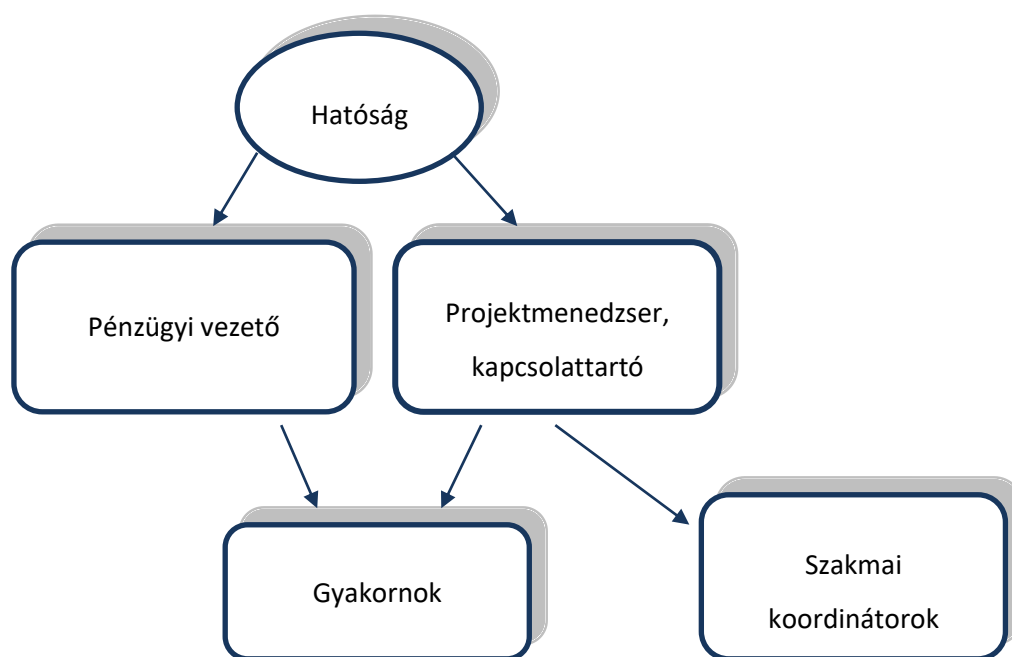 Hatóság
Pénzügyi vezető
Projektmenedzser,
kapcsolattartó
Gyakornok
Szakmai
koordinátorok